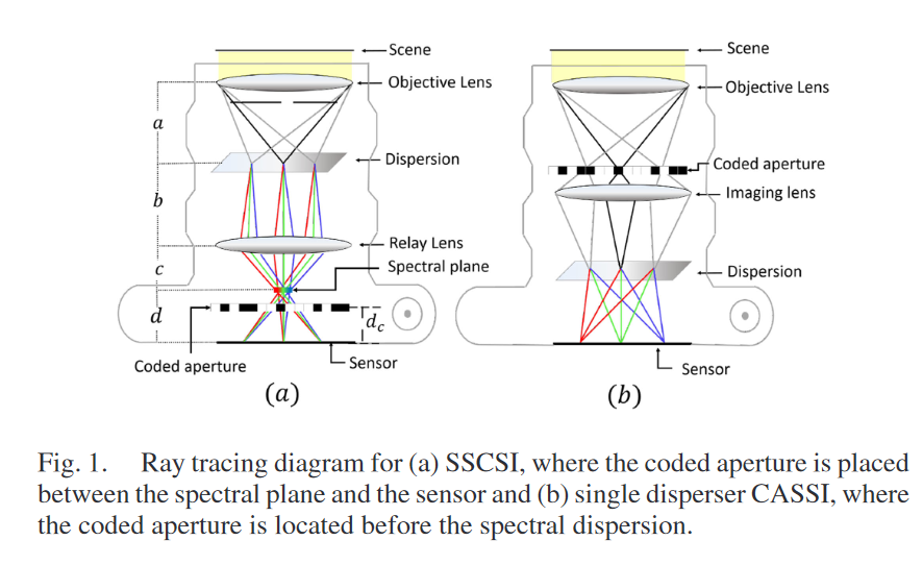 Scene
Objective Lens
a
Dispersion
b
Relay Lens
c
Spectral plane
d
d_c
Coded aperture
Sensor
(a)
Scene
Objective Lens
Coded aperture
Imaging lens
Dispersion
Sensor
(b)
Fig. 1. Ray tracing diagram for (a) SSCSI, where the coded aperture is placed
between the spectral plane and the sensor and (b) single disperser CASSI, where
the coded aperture is located before the spectral dispersion.